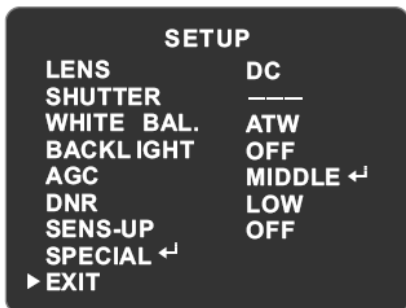 SETUP
LENS DC
SHUTTER ———
WHITE BAL. ATW
BACKLIGHT OFF
AGC MIDDLE ↵
DNR LOW
SENS-UP OFF
SPECIAL ↵
▶ EXIT